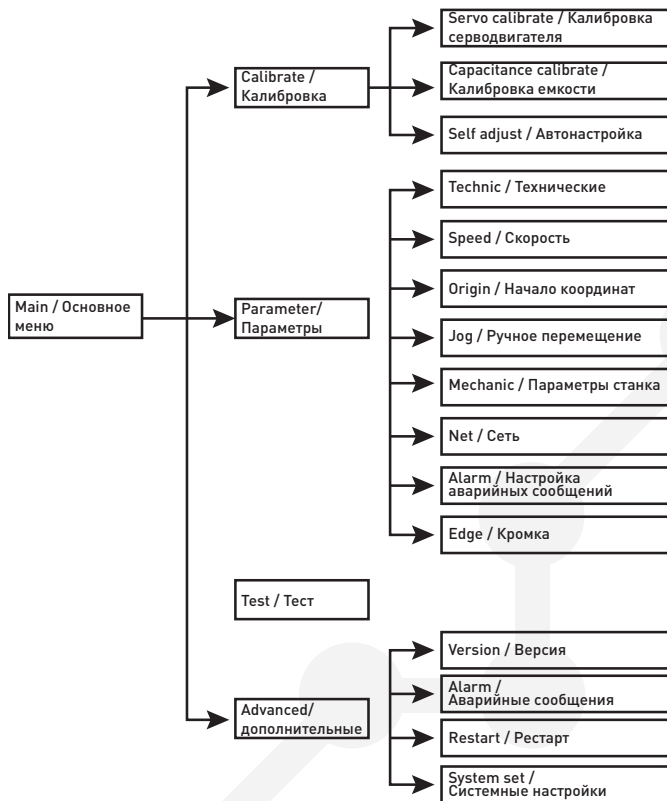 Main / Основное
меню
Calibrate /
Калибровка
Servo calibrate / Калибровка
серводвигателя
Capacitance calibrate /
Калибровка емкости
Self adjust / Автонастройка
Parameter/
Параметры
Technic / Технические
Speed / Скорость
Origin / Начало координат
Jog / Ручное перемещение
Mechanic / Параметры станка
Net / Сеть
Alarm / Настройка
аварийных сообщений
Edge / Кромка
Test / Тест
Advanced/
дополнительные
Version / Версия
Alarm /
Аварийные сообщения
Restart / Рестарт
System set /
Системные настройки